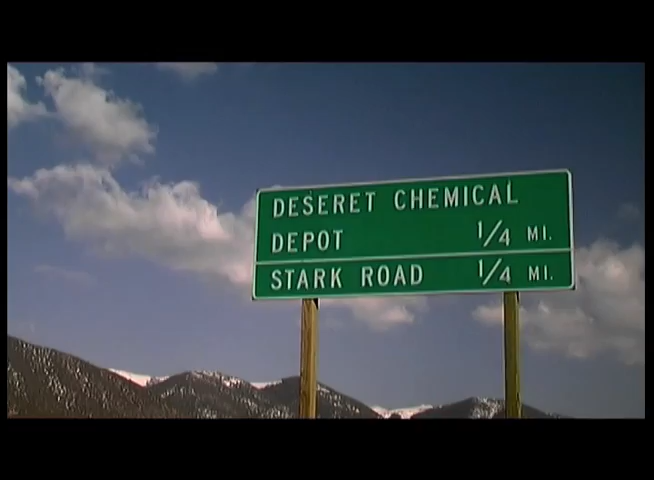 DESERET CHEMICAL
DEPOT 1/4 MI.
STARK ROAD 1/4 MI.